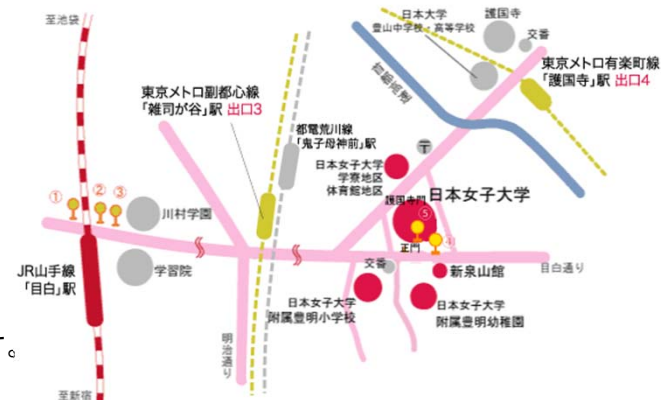 至池袋
日本大学
豊山中学校・高等学校
護国寺
交番
東京メトロ有楽町線
「護国寺」駅 出口4
首都高速
東京メトロ副都心線
「雑司が谷」駅 出口3
都電荒川線
「鬼子母神前」駅
〒
日本女子大学
学寮地区
体育館地区
護国寺門
日本女子大学
⑤
正門
④
① ② ③
川村学園
学習院
JR山手線
「目白」駅
目白通り
交番
新泉山館
日本女子大学
附属豊明小学校
日本女子大学
附属豊明幼稚園
明治通り
至新宿
。